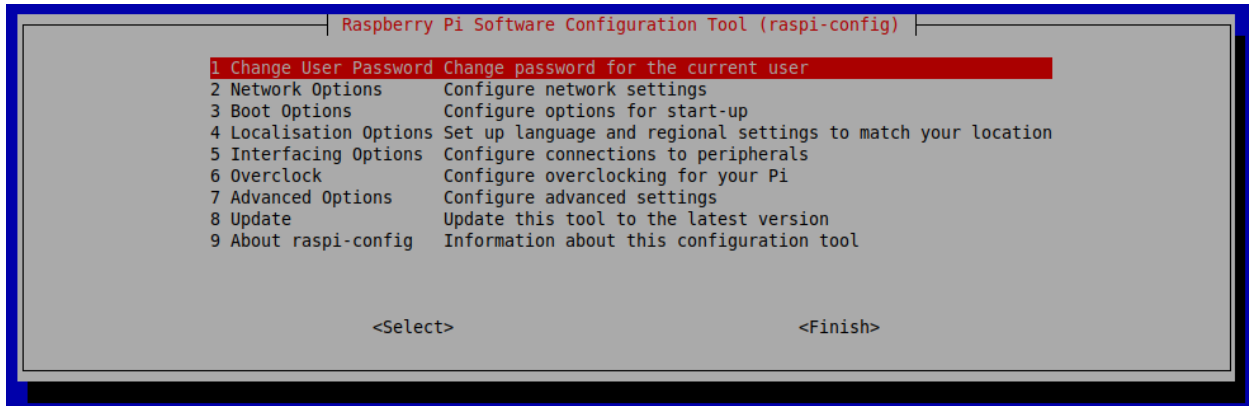 Raspberry Pi Software Configuration Tool (raspi-config)
1 Change User Password Change password for the current user
2 Network Options Configure network settings
3 Boot Options Configure options for start-up
4 Localisation Options Set up language and regional settings to match your location
5 Interfacing Options Configure connections to peripherals
6 Overclock Configure overclocking for your Pi
7 Advanced Options Configure advanced settings
8 Update Update this tool to the latest version
9 About raspi-config Information about this configuration tool
<Select> <Finish>